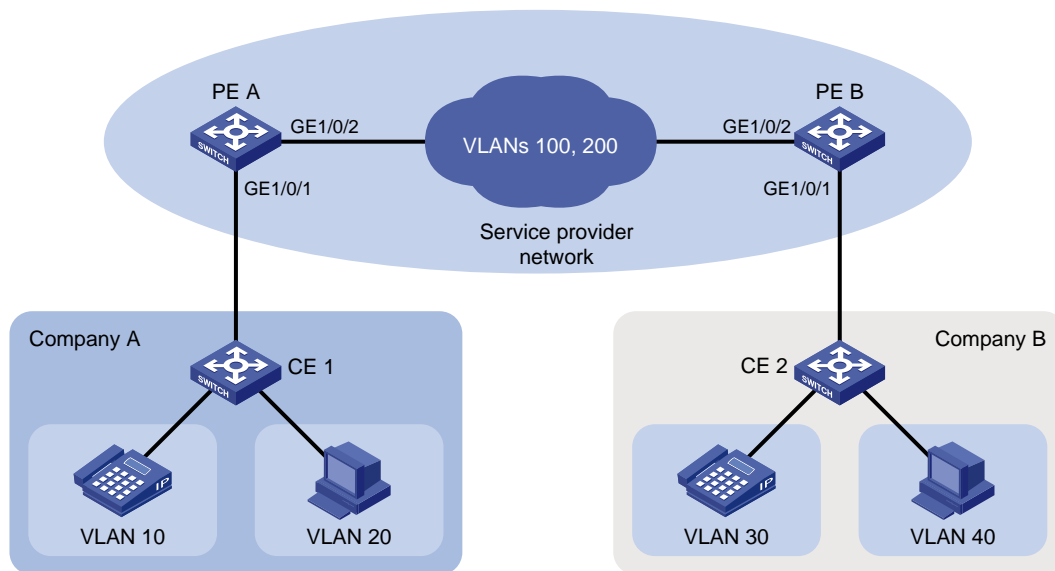 PE A
PE B
GE1/0/2
VLANs 100, 200
GE1/0/2
SWITCH
SWITCH
GE1/0/1
GE1/0/1
Service provider
network
Company A
Company B
CE 1
CE 2
SWITCH
SWITCH
IP
IP
VLAN 10
VLAN 20
VLAN 30
VLAN 40